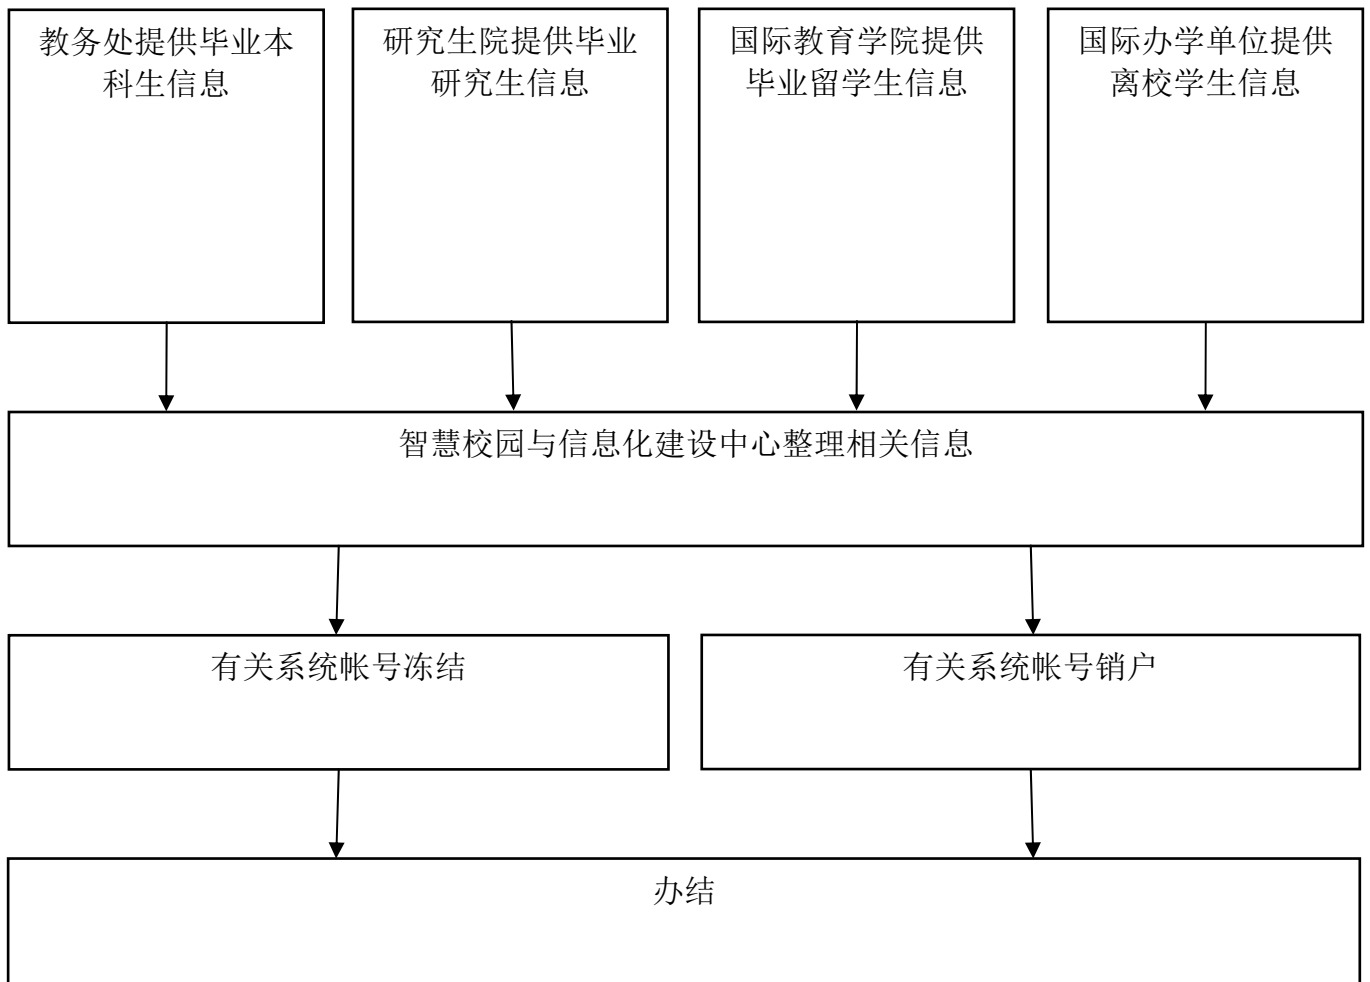 教务处提供毕业本
科生信息
研究生院提供毕业
研究生信息
国际教育学院提供
毕业留学生信息
国际办学单位提供
离校学生信息
智慧校园与信息化建设中心整理相关信息
有关系统帐号冻结
有关系统帐号销户
办结